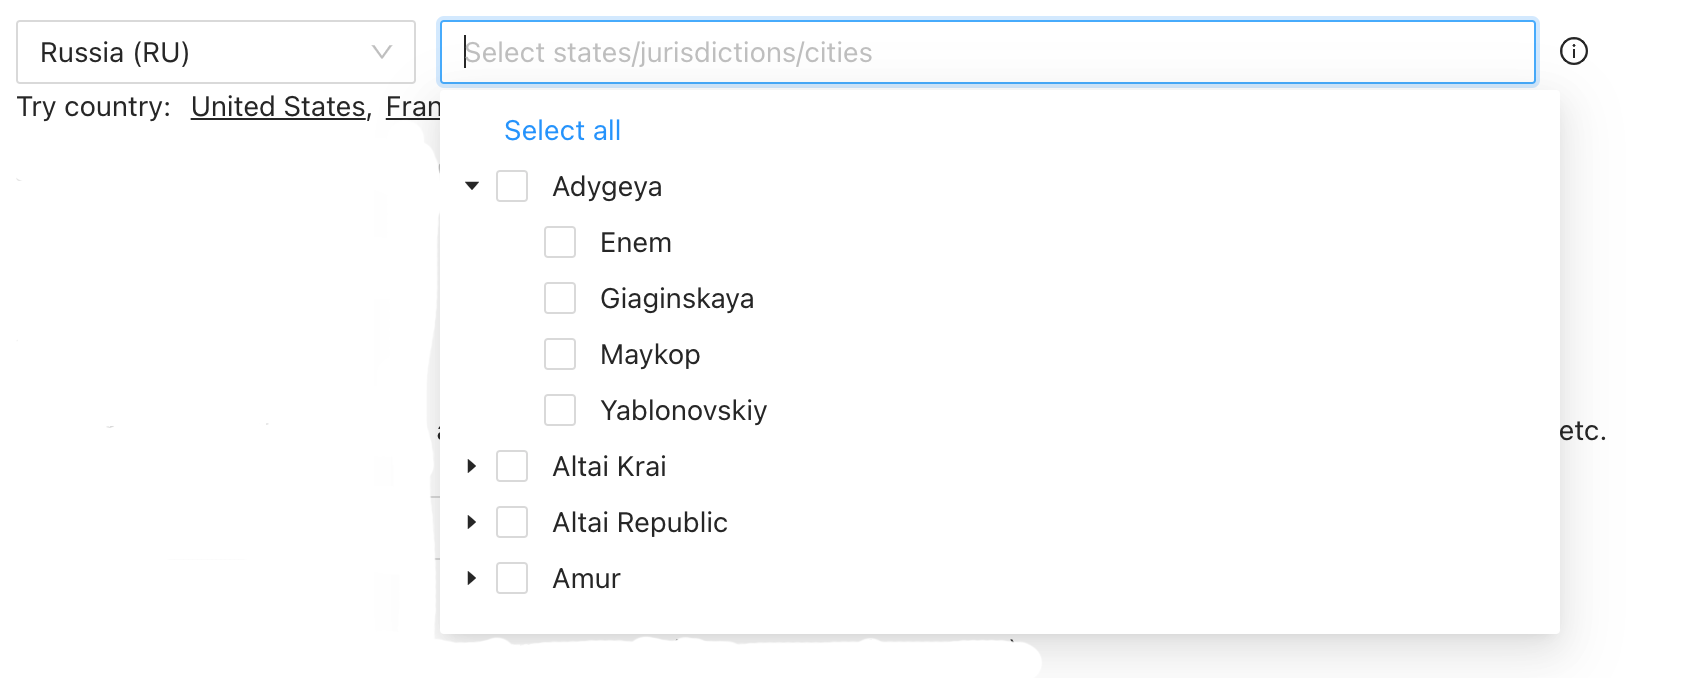 Russia (RU)
Select states/jurisdictions/cities
Try country: United States, Fran
Select all
Adygeya
Enem
Giaginskaya
Maykop
Yablonovskiy
etc.
Altai Krai
Altai Republic
Amur